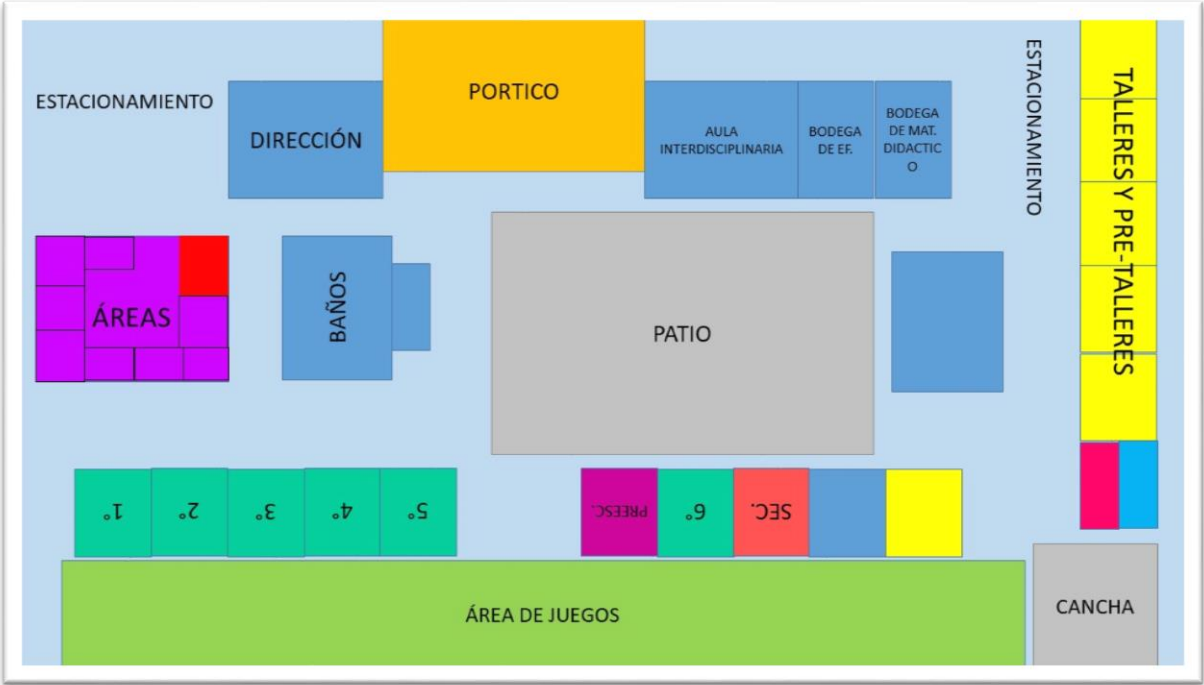 ESTACIONAMIENTO
DIRECCIÓN
PORTICO
AULA
INTERDISCIPLINARIA
BODEGA
DE EF.
BODEGA
DE MAT.
DIDACTIC
O
ESTACIONAMIENTO
TALLERES Y PRE-TALLERES
ÁREAS
BAÑOS
PATIO
1°
2°
3°
4°
5°
PREESC.
6°
SEC.
ÁREA DE JUEGOS
CANCHA